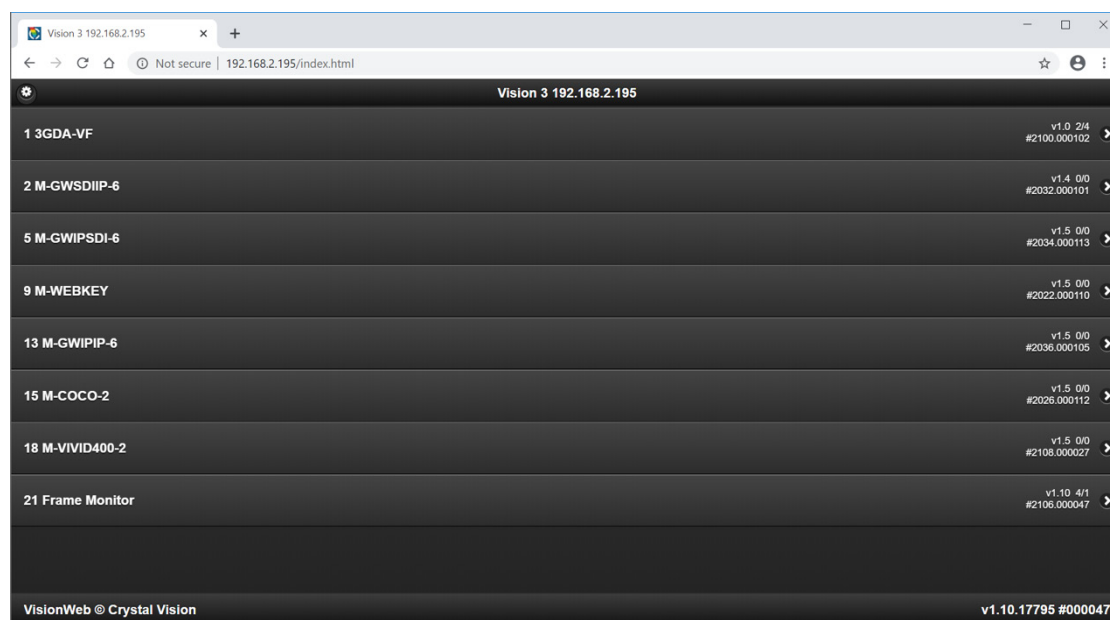 Vision 3 192.168.2.195
Not secure | 192.168.2.195/index.html
Vision 3 192.168.2.195
1 3GDA-VF
v1.0 2/4
#2100.000102
2 M-GWSDIIP-6
v1.4 0/0
#2032.000101
5 M-GWIPSDI-6
v1.5 0/0
#2034.000113
9 M-WEBKEY
v1.5 0/0
#2022.000110
13 M-GWIPIP-6
v1.5 0/0
#2036.000105
15 M-COCO-2
v1.5 0/0
#2026.000112
18 M-VIVID400-2
v1.5 0/0
#2108.000027
21 Frame Monitor
v1.10 4/1
#2106.000047
VisionWeb © Crystal Vision
v1.10.17795 #000047